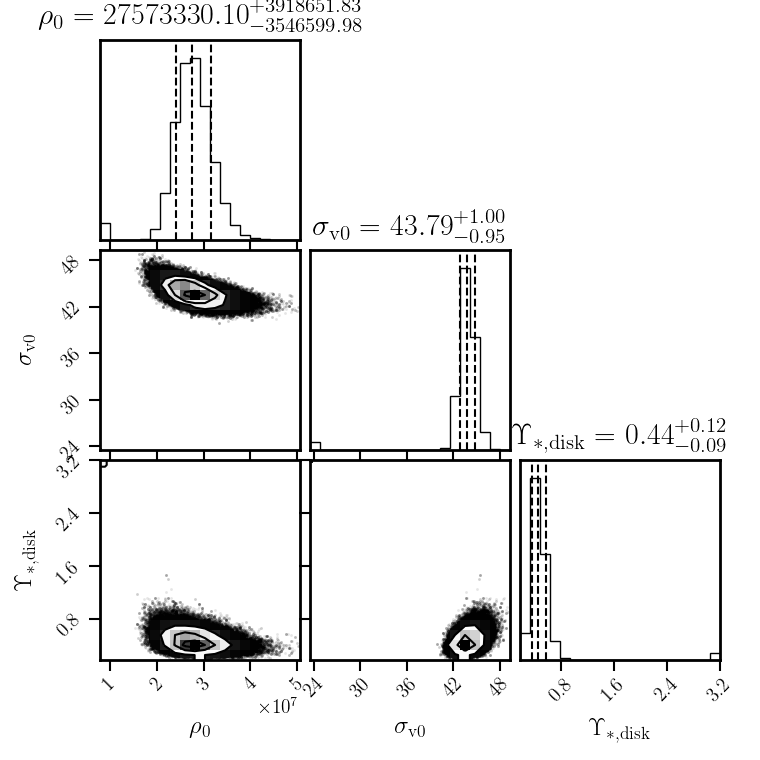 ρ₀ = 27573330.10+3918651.83−3546599.98
σv0 = 43.79+1.00−0.95
48
42
36
30
24
σv0
ϒ*,disk = 0.44+0.12−0.09
3.2
2.4
1.6
0.8
ϒ*,disk
1 2 3 4 5
×10⁷
ρ₀
24 30 36 42 48
σv0
0.8 1.6 2.4 3.2
ϒ*,disk